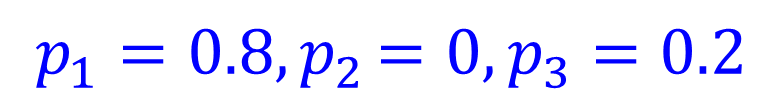 p₁ = 0.8, p₂ = 0, p₃ = 0.2